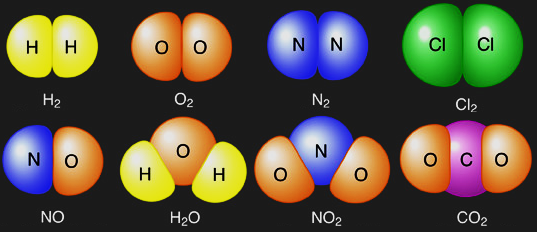 H H O O N N Cl Cl
H₂ O₂ N₂ Cl₂
N O H O H O N O O C O
NO H₂O NO₂ CO₂